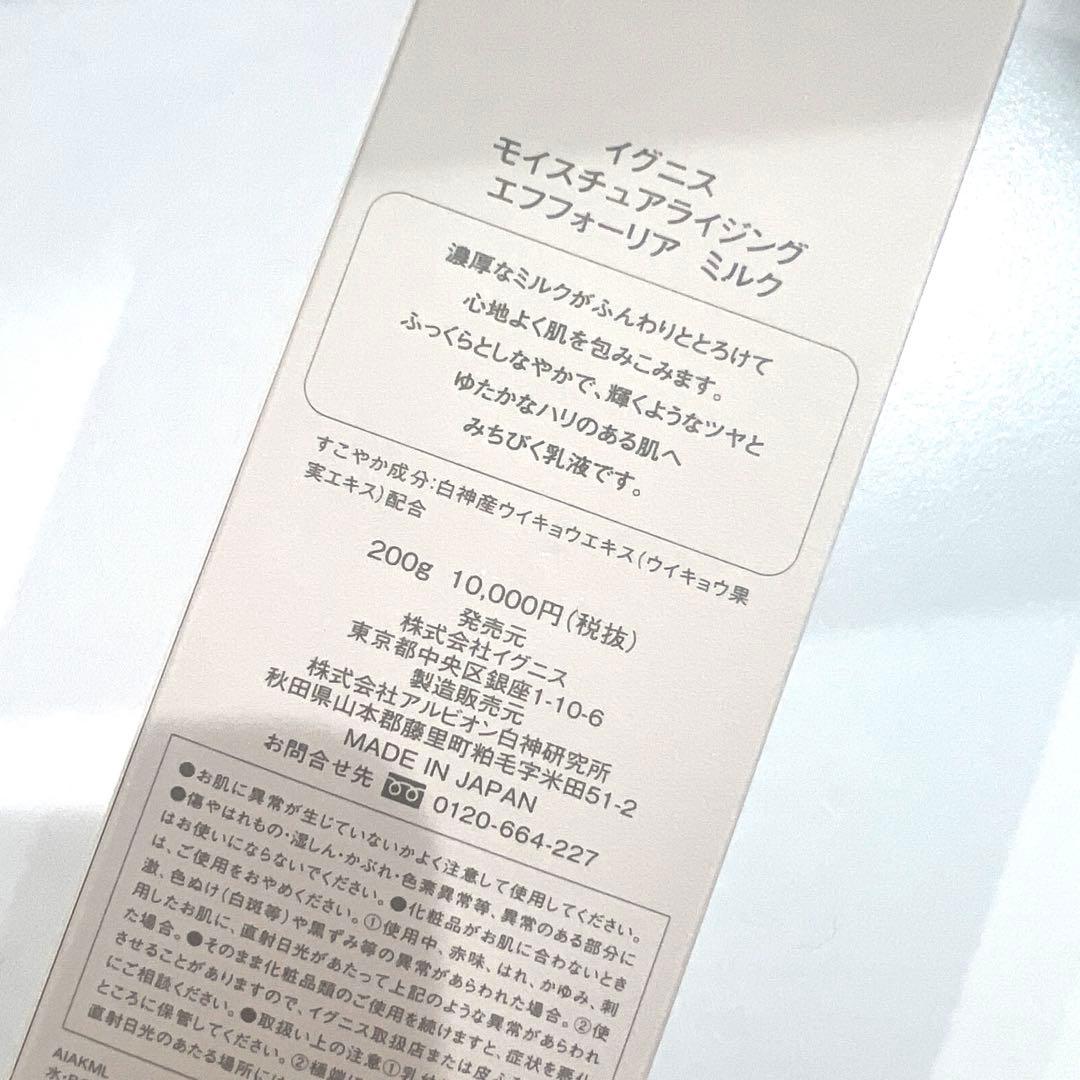 イグニス
モイスチュアライジング
エフフォーリア ミルク
濃厚なミルクがふんわりととろけて
心地よく肌を包みこみます。
ふっくらとしなやかで、輝くようなツヤと
ゆたかなハリのある肌へ
みちびく乳液です。
すこやか成分:白神産ウイキョウエキス(ウイキョウ果
実エキス)配合
200g 10,000円(税抜)
発売元
株式会社イグニス
東京都中央区銀座1-10-6
製造販売元
株式会社アルビオン白神研究所
秋田県山本郡藤里町粕毛字米田51-2
MADE IN JAPAN
お問合せ先 0120-664-227
●お肌に異常が生じていないかよく注意して使用してください。
●傷やはれもの・湿しん・かぶれ・色素異常等、異常のある部分に
はお使いにならないでください。●化粧品がお肌に合わないとき
は、ご使用をおやめください。①使用中、赤味、はれ、かゆみ、刺
激、色ぬけ(白斑等)や黒ずみ等の異常があらわれた場合。②使
用したお肌に、直射日光があたって上記のような異常があらわれ
た場合。●そのまま化粧品類のご使用を続けますと、症状を悪化
させることがありますので、イグニス取扱店または皮ふ
にご相談ください。●取扱い上の注意①乳
ところに保管してください。②極端に
直射日光のあたる場所には
AIAKML
水・